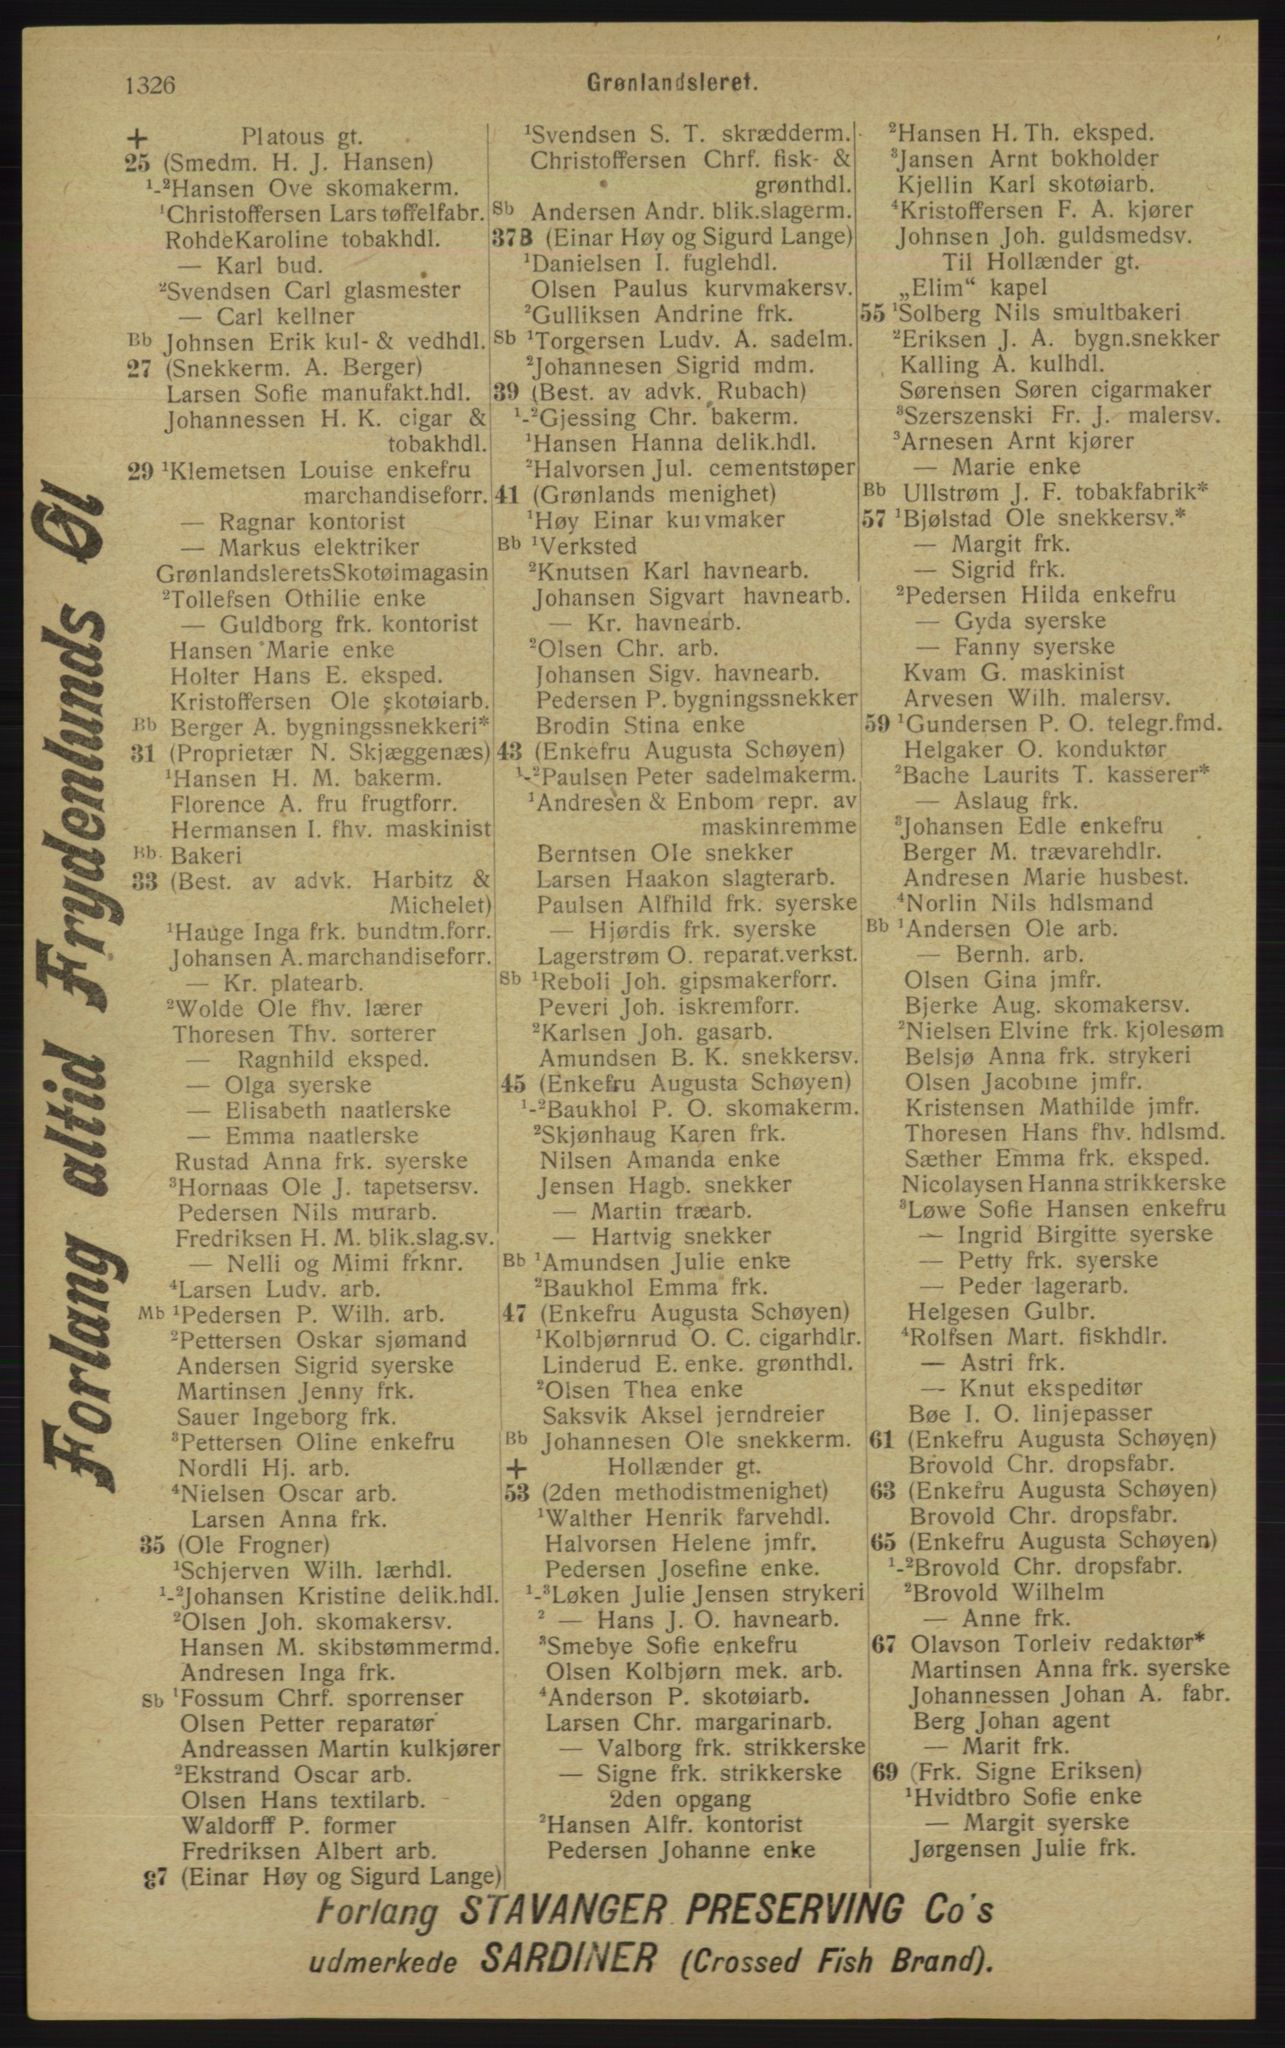 1326
Grønlandsleret.
+ Platous gt.
25 (Smedm. H. J. Hansen)
¹-²Hansen Ove skomakerm.
¹Christoffersen Lars tøffelfabr.
RohdeKaroline tobakhdl.
— Karl bud.
²Svendsen Carl glasmester
— Carl kellner
Bb Johnsen Erik kul- & vedhdl.
27 (Snekkerm. A. Berger)
Larsen Sofie manufakt.hdl.
Johannessen H. K. cigar &
tobakhdl.
29 ¹Klemetsen Louise enkefru
marchandiseforr.
— Ragnar kontorist
— Markus elektriker
GrønlandsleretsSkotøimagasin
²Tollefsen Othilie enke
— Guldborg frk. kontorist
Hansen Marie enke
Holter Hans E. eksped.
Kristoffersen Ole skotøiarb.
Bb Berger A. bygningssnekkeri*
31 (Proprietær N. Skjæggenæs)
¹Hansen H. M. bakerm.
Florence A. fru frugtforr.
Hermansen I. fhv. maskinist
Bb Bakeri
33 (Best. av advk. Harbitz &
Michelet)
¹Hauge Inga frk. bundtm.forr.
Johansen A. marchandiseforr.
— Kr. platearb.
²Wolde Ole fhv. lærer
Thoresen Thv. sorterer
— Ragnhild eksped.
— Olga syerske
— Elisabeth naatlerske
— Emma naatlerske
Rustad Anna frk. syerske
³Hornaas Ole J. tapetsersv.
Pedersen Nils murarb.
Fredriksen H. M. blik.slag.sv.
— Nelli og Mimi frknr.
⁴Larsen Ludv. arb.
Mb ¹Pedersen P. Wilh. arb.
²Pettersen Oskar sjømand
Andersen Sigrid syerske
Martinsen Jenny frk.
Sauer Ingeborg frk.
³Pettersen Oline enkefru
Nordli Hj. arb.
⁴Nielsen Oscar arb.
Larsen Anna frk.
35 (Ole Frogner)
¹Schjerven Wilh. lærhdl.
¹-²Johansen Kristine delik.hdl.
²Olsen Joh. skomakersv.
Hansen M. skibstømmermd.
Andresen Inga frk.
Sb ¹Fossum Chrf. sporrenser
Olsen Petter reparatør
Andreassen Martin kulkjører
²Ekstrand Oscar arb.
Olsen Hans textilarb.
Waldorff P. former
Fredriksen Albert arb.
37 (Einar Høy og Sigurd Lange)
¹Svendsen S. T. skrædderm.
Christoffersen Chrf. fisk- &
grønthdl.
Sb Andersen Andr. blik.slagerm.
37B (Einar Høy og Sigurd Lange)
¹Danielsen I. fuglehdl.
Olsen Paulus kurvmakersv.
²Gulliksen Andrine frk.
Sb ¹Torgersen Ludv. A. sadelm.
²Johannesen Sigrid mdm.
39 (Best. av advk. Rubach)
¹-²Gjessing Chr. bakerm.
¹Hansen Hanna delik.hdl.
²Halvorsen Jul. cementstøper
41 (Grønlands menighet)
¹Høy Einar kurvmaker
Bb ¹Verksted
²Knutsen Karl havnearb.
Johansen Sigvart havnearb.
— Kr. havnearb.
²Olsen Chr. arb.
Johansen Sigv. havnearb.
Pedersen P. bygningssnekker
Brodin Stina enke
43 (Enkefru Augusta Schøyen)
¹-²Paulsen Peter sadelmakerm.
¹Andresen & Enbom repr. av
maskinremme
Berntsen Ole snekker
Larsen Haakon slagterarb.
Paulsen Alfhild frk. syerske
— Hjørdis frk. syerske
Lagerstrøm O. reparat.verkst.
Sb ¹Reboli Joh. gipsmakerforr.
Peveri Joh. iskremforr.
²Karlsen Joh. gasarb.
Amundsen B. K. snekkersv.
45 (Enkefru Augusta Schøyen)
¹-²Baukhol P. O. skomakerm.
²Skjønhaug Karen frk.
Nilsen Amanda enke
Jensen Hagb. snekker
— Martin træarb.
— Hartvig snekker
Bb ¹Amundsen Julie enke
²Baukhol Emma frk.
47 (Enkefru Augusta Schøyen)
¹Kolbjørnrud O. C. cigarhdlr.
Linderud E. enke. grønthdl.
²Olsen Thea enke
Saksvik Aksel jerndreier
Bb Johannesen Ole snekkerm.
+ Hollænder gt.
53 (2den methodistmenighet)
¹Walther Henrik farvehdl.
Halvorsen Helene jmfr.
Pedersen Josefine enke.
¹-³Løken Julie Jensen strykeri
² — Hans J. O. havnearb.
³Smebye Sofie enkefru
Olsen Kolbjørn mek. arb.
⁴Anderson P. skotøiarb.
Larsen Chr. margarinarb.
— Valborg frk. strikkerske
— Signe frk. strikkerske
2den opgang
²Hansen Alfr. kontorist
Pedersen Johanne enke
²Hansen H. Th. eksped.
³Jansen Arnt bokholder
Kjellin Karl skotøiarb.
⁴Kristoffersen F. A. kjører
Johnsen Joh. guldsmedsv.
Til Hollænder gt.
„Elim“ kapel
55 ¹Solberg Nils smultbakeri
²Eriksen J. A. bygn.snekker
Kalling A. kulhdl.
Sørensen Søren cigarmaker
³Szerszenski Fr. J. malersv.
³Arnesen Arnt kjører
— Marie enke
Bb Ullstrøm J. F. tobakfabrik*
57 ¹Bjølstad Ole snekkersv.*
— Margit frk.
— Sigrid frk.
²Pedersen Hilda enkefru
— Gyda syerske
— Fanny syerske
Kvam G. maskinist
Arvesen Wilh. malersv.
59 ¹Gundersen P. O. telegr.fmd.
Helgaker O. konduktør
²Bache Laurits T. kasserer*
— Aslaug frk.
³Johansen Edle enkefru
Berger M. trævarehdlr.
Andresen Marie husbest.
⁴Norlin Nils hdlsmand
Bb ¹Andersen Ole arb.
— Bernh. arb.
Olsen Gina jmfr.
Bjerke Aug. skomakersv.
²Nielsen Elvine frk. kjolesøm
Belsjø Anna frk. strykeri
Olsen Jacobine jmfr.
Kristensen Mathilde jmfr.
Thoresen Hans fhv. hdlsmd.
Sæther Emma frk. eksped.
Nicolaysen Hanna strikkerske
³Løwe Sofie Hansen enkefru
— Ingrid Birgitte syerske
— Petty frk. syerske
— Peder lagerarb.
Helgesen Gulbr.
⁴Rolfsen Mart. fiskhdlr.
— Astri frk.
— Knut ekspeditør
Bøe I. O. linjepasser
61 (Enkefru Augusta Schøyen)
Brovold Chr. dropsfabr.
63 (Enkefru Augusta Schøyen)
Brovold Chr. dropsfabr.
65 (Enkefru Augusta Schøyen)
¹-²Brovold Chr. dropsfabr.
²Brovold Wilhelm
— Anne frk.
67 Olavson Torleiv redaktør*
Martinsen Anna frk. syerske
Johannessen Johan A. fabr.
Berg Johan agent
— Marit frk.
69 (Frk. Signe Eriksen)
¹Hvidtbro Sofie enke
— Margit syerske
Jørgensen Julie frk.
Forlang altid Frydenlunds Øl
Forlang STAVANGER PRESERVING Co's
udmerkede SARDINER (Crossed Fish Brand).